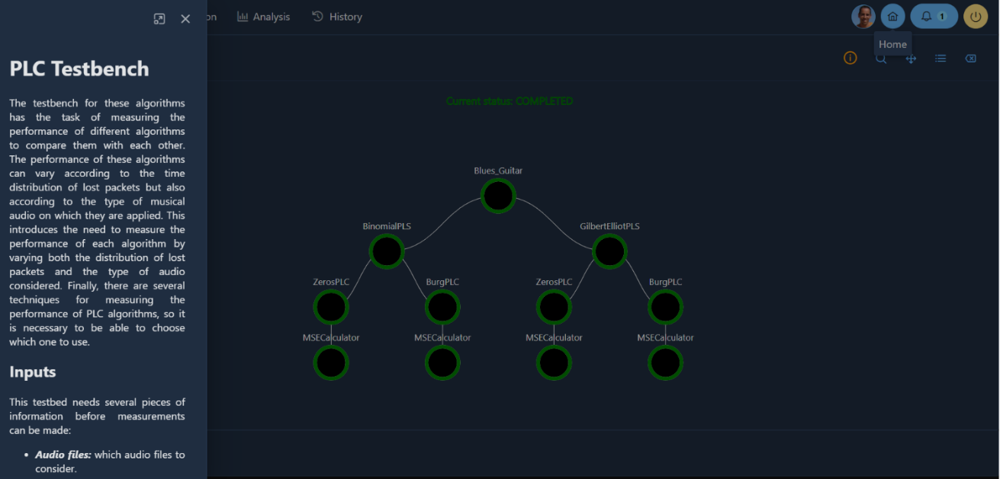 on
Analysis
History
1
Home
PLC Testbench
The testbench for these algorithms
has the task of measuring the
performance of different algorithms
to compare them with each other.
The performance of these algorithms
can vary according to the time
distribution of lost packets but also
according to the type of musical
audio on which they are applied. This
introduces the need to measure the
performance of each algorithm by
varying both the distribution of lost
packets and the type of audio
considered. Finally, there are several
techniques for measuring the
performance of PLC algorithms, so it
is necessary to be able to choose
which one to use.
Inputs
This testbed needs several pieces of
information before measurements
can be made:
• Audio files: which audio files to
consider.
Current status: COMPLETED
Blues_Guitar
BinomialPLS
GilbertElliotPLS
ZerosPLC
BurgPLC
ZerosPLC
BurgPLC
MSECalculator
MSECalculator
MSECalculator
MSECalculator